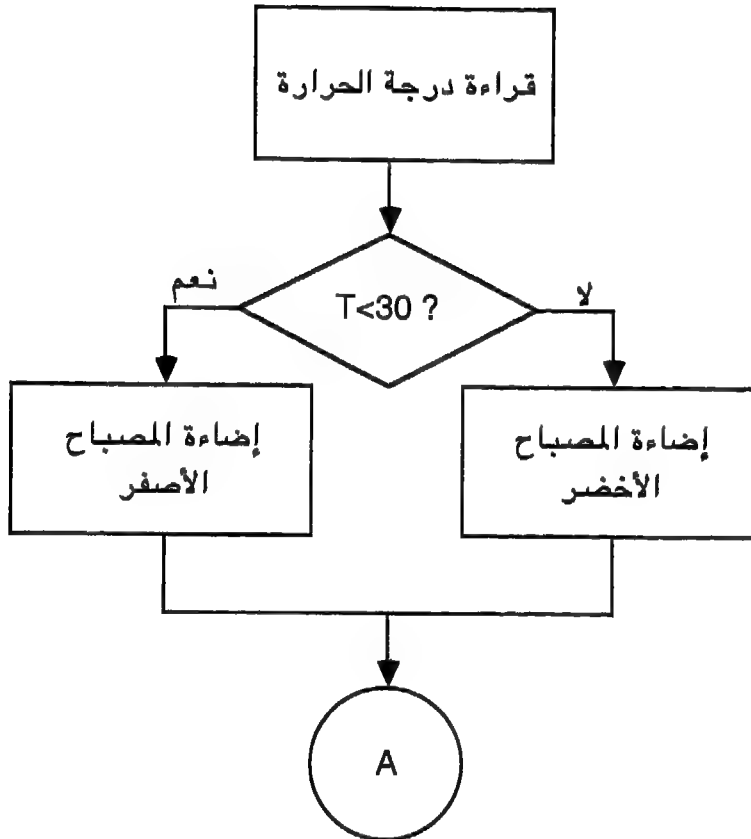 قراءة درجة الحرارة
نعم
T<30 ?
لا
إضاءة المصباح
الأصفر
إضاءة المصباح
الأخضر
A